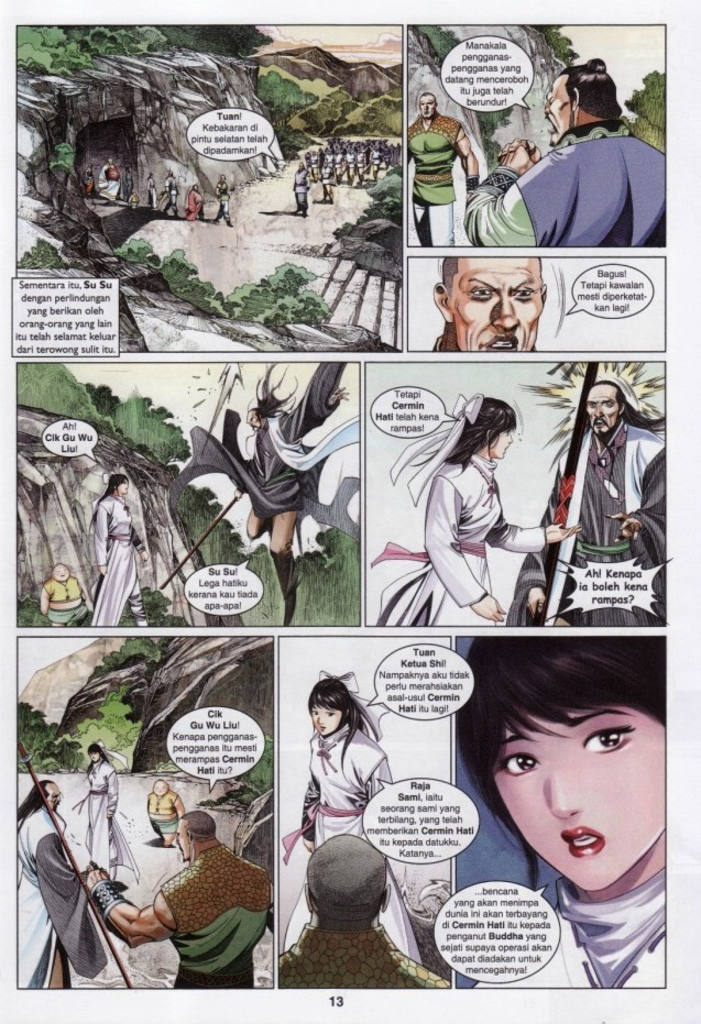 Tuan!
Kebakaran di
pintu selatan telah
dipadamkan!
Sementara itu, Su Su
dengan perlindungan
yang berikan oleh
orang-orang yang lain
itu telah selamat keluar
dari terowong sulit itu.
Manakala
pengganas-
pengganas yang
datang menceroboh
itu juga telah
berundur!
Bagus!
Tetapi kawalan
mesti diperketat-
kan lagi!
Ah!
Cik Gu Wu
Liu!
Su Su!
Lega hatiku
kerana kau tiada
apa-apa!
Tetapi
Cermin
Hati telah kena
rampas!
Ah! Kenapa
ia boleh kena
rampas?
Cik
Gu Wu Liu!
Kenapa pengganas-
pengganas itu mesti
merampas Cermin
Hati itu?
Tuan
Ketua Shi!
Nampaknya aku tidak
perlu merahsiakan
asal-usul Cermin
Hati itu lagi!
Raja
Sami, iaitu
seorang sami yang
terbilang, yang telah
memberikan Cermin Hati
itu kepada datukku.
Katanya...
...bencana
yang akan menimpa
dunia ini akan terbayang
di Cermin Hati itu kepada
penganut Buddha yang
sejati supaya operasi akan
dapat diadakan untuk
mencegahnya!
13